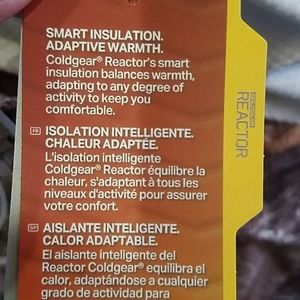 SMART INSULATION.
ADAPTIVE WARMTH.
Coldgear® Reactor's smart
insulation balances warmth,
adapting to any degree of
activity to keep you
comfortable.
FR ISOLATION INTELLIGENTE.
CHALEUR ADAPTÉE.
L'isolation intelligente
Coldgear® Reactor équilibre la
chaleur, s'adaptant à tous les
niveaux d'activité pour assurer
votre confort.
SP AISLANTE INTELIGENTE.
CALOR ADAPTABLE.
El aislante inteligente del
Reactor Coldgear® equilibra el
calor, adaptándose a cualquier
grado de actividad para
COLDGEAR
REACTOR